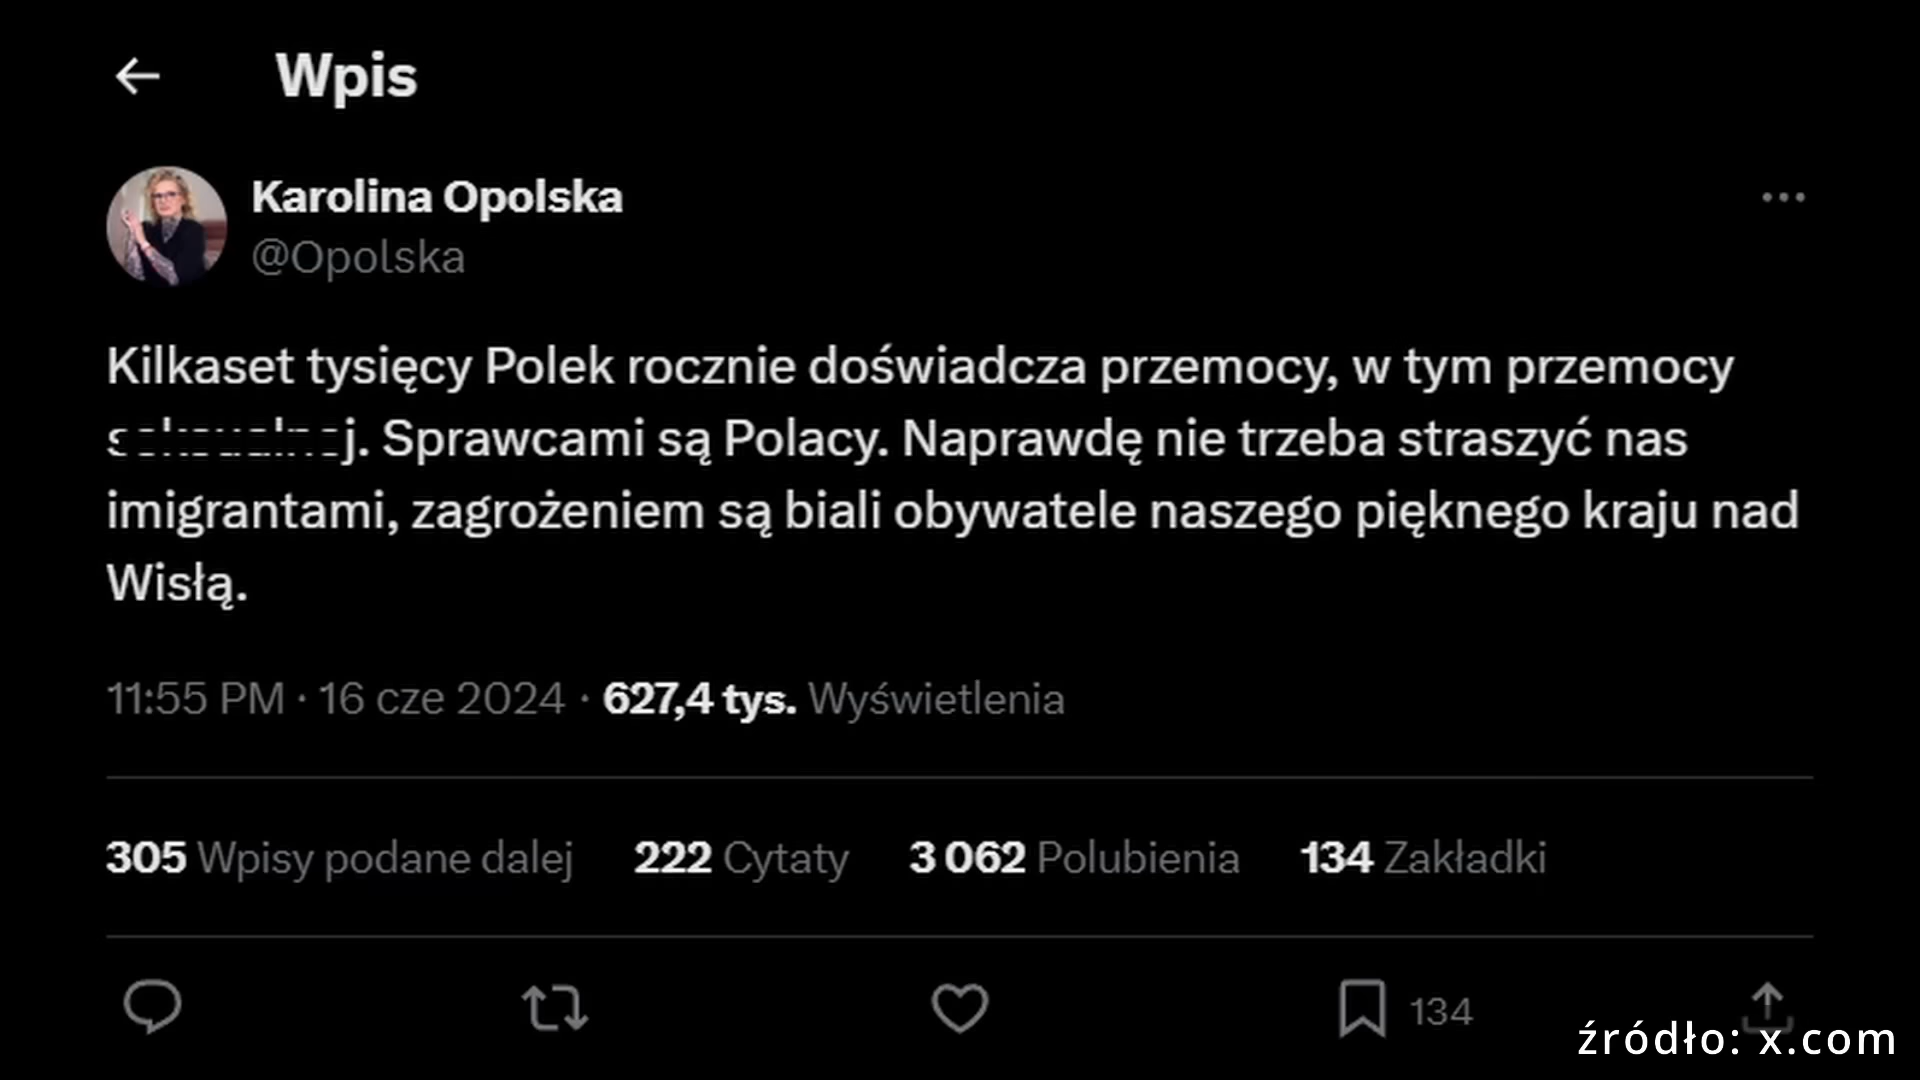 Wpis
Karolina Opolska
@Opolska
Kilkaset tysięcy Polek rocznie doświadcza przemocy, w tym przemocy
seksualnej. Sprawcami są Polacy. Naprawdę nie trzeba straszyć nas
imigrantami, zagrożeniem są biali obywatele naszego pięknego kraju nad
Wisłą.
11:55 PM · 16 cze 2024 · 627,4 tys. Wyświetlenia
305 Wpisy podane dalej 222 Cytaty 3 062 Polubienia 134 Zakładki
134
źródło: x.com